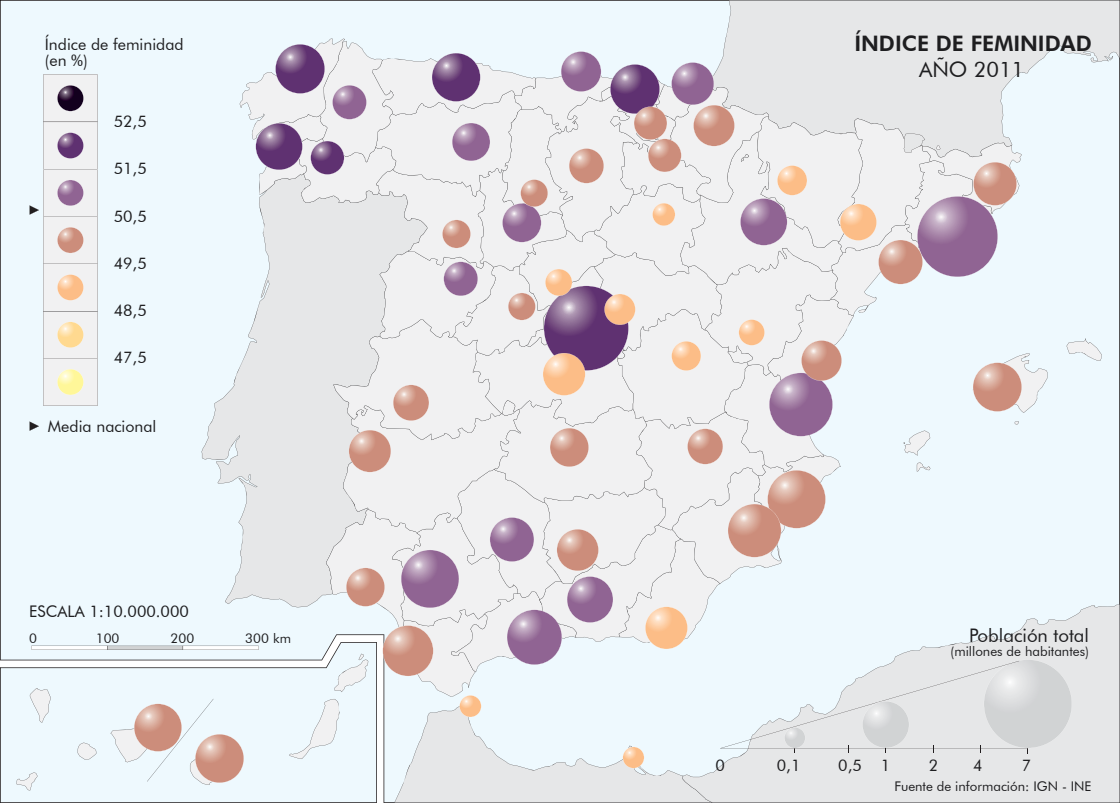 ÍNDICE DE FEMINIDAD
AÑO 2011
Índice de feminidad
(en %)
52,5
51,5
50,5
49,5
48,5
47,5
Media nacional
ESCALA 1:10.000.000
0 100 200 300 km
Población total
(millones de habitantes)
0 0,1 0,5 1 2 4 7
Fuente de información: IGN - INE